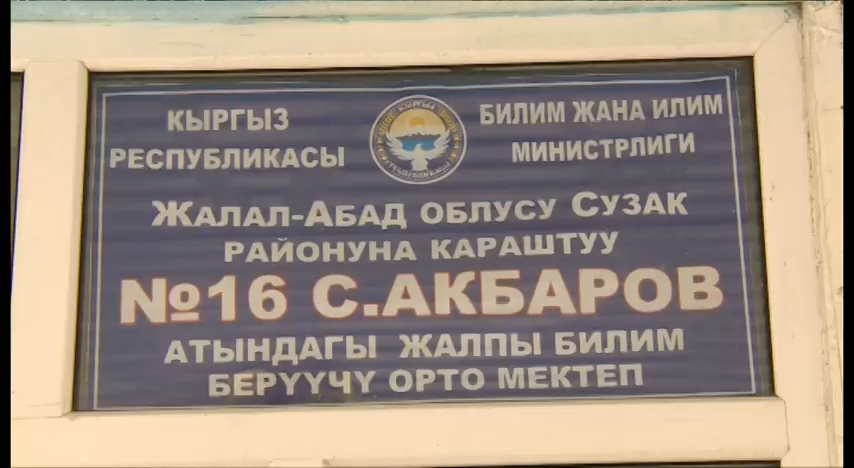 КЫРГЫЗ
РЕСПУБЛИКАСЫ
БИЛИМ ЖАНА ИЛИМ
МИНИСТРЛИГИ
ЖАЛАЛ-АБАД ОБЛУСУ СУЗАК
РАЙОНУНА КАРАШТУУ
№16 С.АКБАРОВ
АТЫНДАГЫ ЖАЛПЫ БИЛИМ
БЕРҮҮЧҮ ОРТО МЕКТЕП